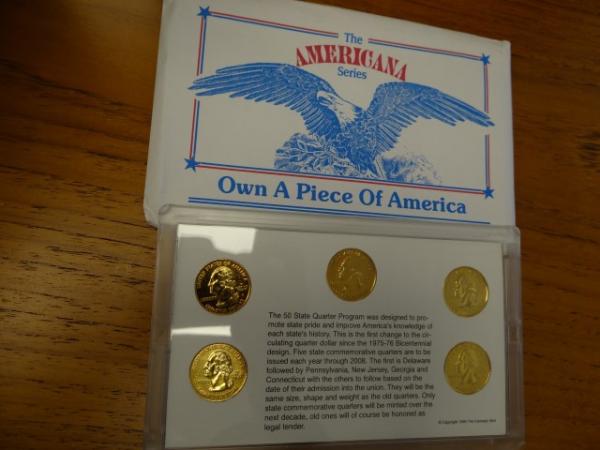 The
AMERICANA
Series
Own A Piece Of America
The 50 State Quarter Program was designed to pro-
mote state pride and improve America's knowledge of
each state's history. This is the first change to the cir-
culating quarter dollar since the 1975-76 Bicentennial
design. Five state commemorative quarters are to be
issued each year through 2008. The first is Delaware
followed by Pennsylvania, New Jersey, Georgia and
Connecticut with the others to follow based on the
date of their admission into the union. They will be the
same size, shape and weight as the old quarters. Only
state commemorative quarters will be minted over the
next decade, old ones will of course be honored as
legal tender.